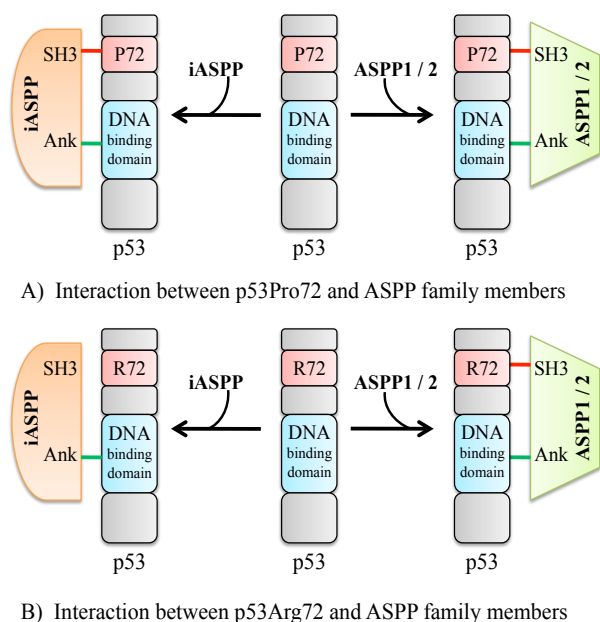 SH3
P72
iASPP
P72
ASPP1 / 2
P72
SH3
iASPP
Ank
DNA
binding
domain
DNA
binding
domain
DNA
binding
domain
Ank
ASPP1 / 2
p53
p53
p53
A) Interaction between p53Pro72 and ASPP family members
SH3
R72
iASPP
R72
ASPP1 / 2
R72
SH3
iASPP
Ank
DNA
binding
domain
DNA
binding
domain
DNA
binding
domain
Ank
ASPP1 / 2
p53
p53
p53
B) Interaction between p53Arg72 and ASPP family members